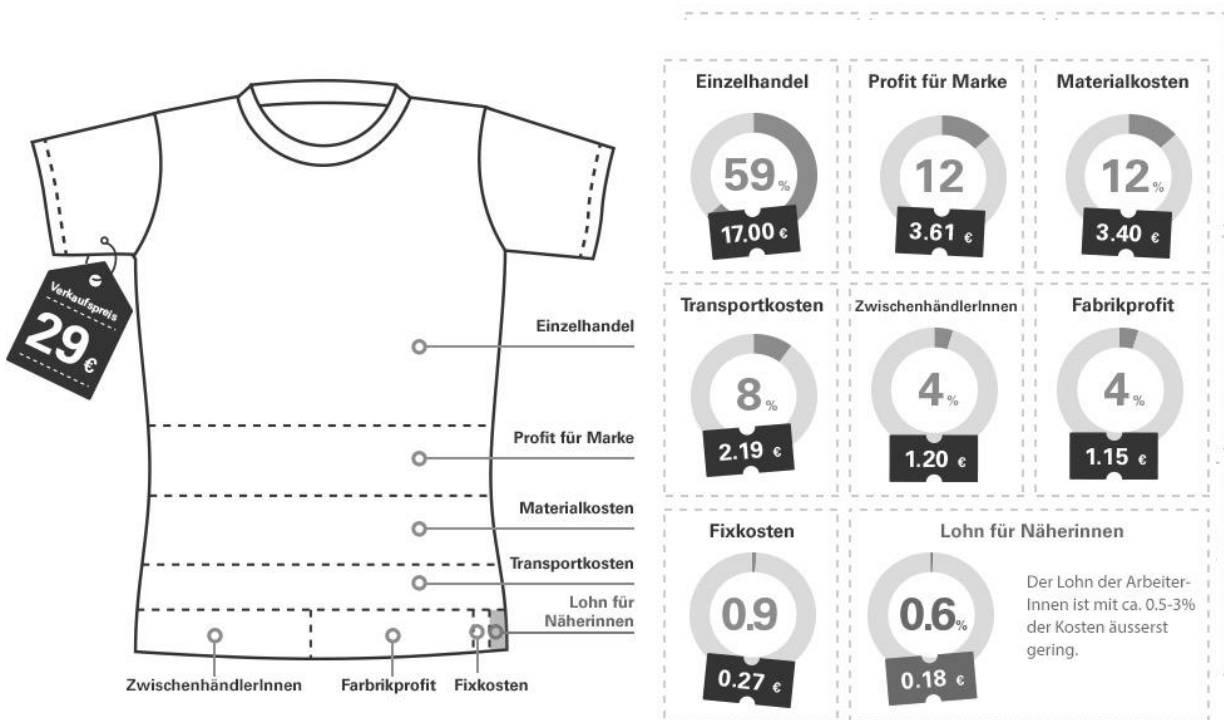 Verkaufspreis
29 €
Einzelhandel
Profit für Marke
Materialkosten
Transportkosten
Lohn für
Näherinnen
ZwischenhändlerInnen
Farbrikprofit
Fixkosten
Einzelhandel
59 %
17.00 €
Profit für Marke
12
3.61 €
Materialkosten
12 %
3.40 €
Transportkosten
8 %
2.19 €
ZwischenhändlerInnen
4 %
1.20 €
Fabrikprofit
4 %
1.15 €
Fixkosten
0.9
0.27 €
Lohn für Näherinnen
0.6 %
0.18 €
Der Lohn der Arbeiter-
Innen ist mit ca. 0.5-3%
der Kosten äusserst
gering.